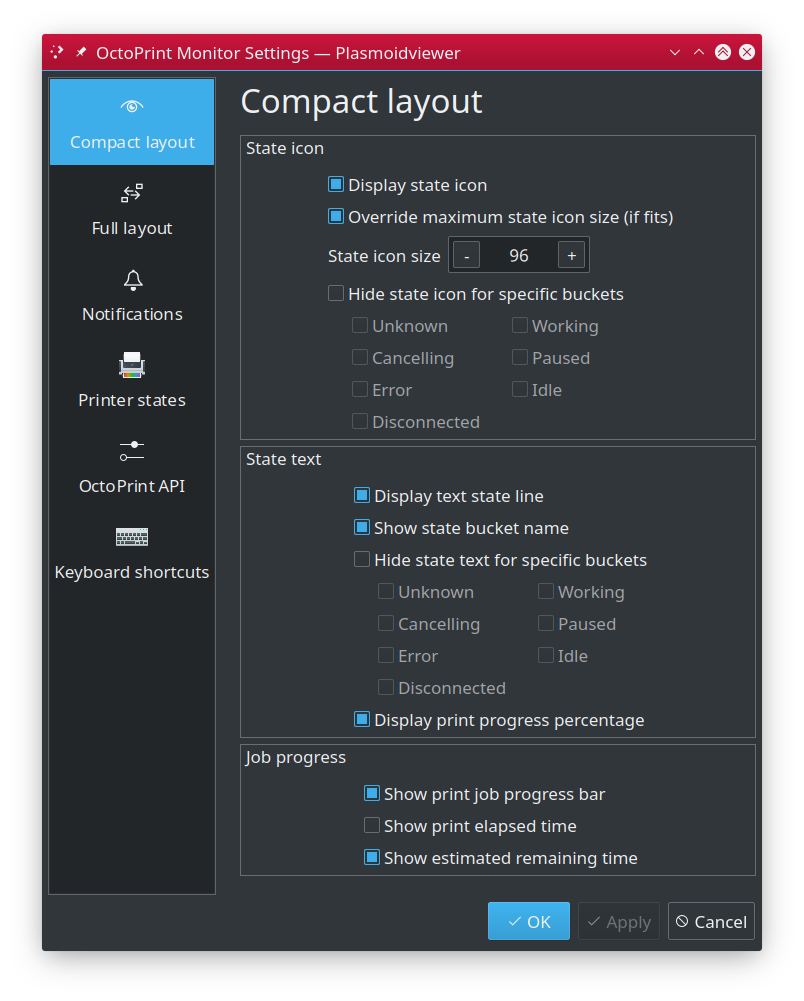 OctoPrint Monitor Settings — Plasmoidviewer
Compact layout
Full layout
Notifications
Printer states
OctoPrint API
Keyboard shortcuts
Compact layout
State icon
Display state icon
Override maximum state icon size (if fits)
State icon size - 96 +
Hide state icon for specific buckets
Unknown Working
Cancelling Paused
Error Idle
Disconnected
State text
Display text state line
Show state bucket name
Hide state text for specific buckets
Unknown Working
Cancelling Paused
Error Idle
Disconnected
Display print progress percentage
Job progress
Show print job progress bar
Show print elapsed time
Show estimated remaining time
OK Apply Cancel